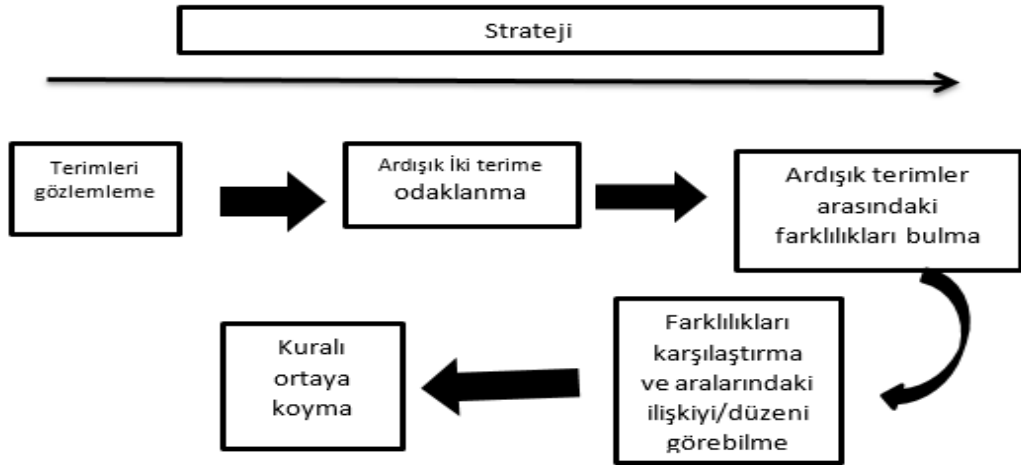 Strateji
Terimleri
gözlemleme
Ardışık İki terime
odaklanma
Ardışık terimler
arasındaki
farklılıkları bulma
Farklılıkları
karşılaştırma
ve aralarındaki
ilişkiyi/düzeni
görebilme
Kuralı
ortaya
koyma